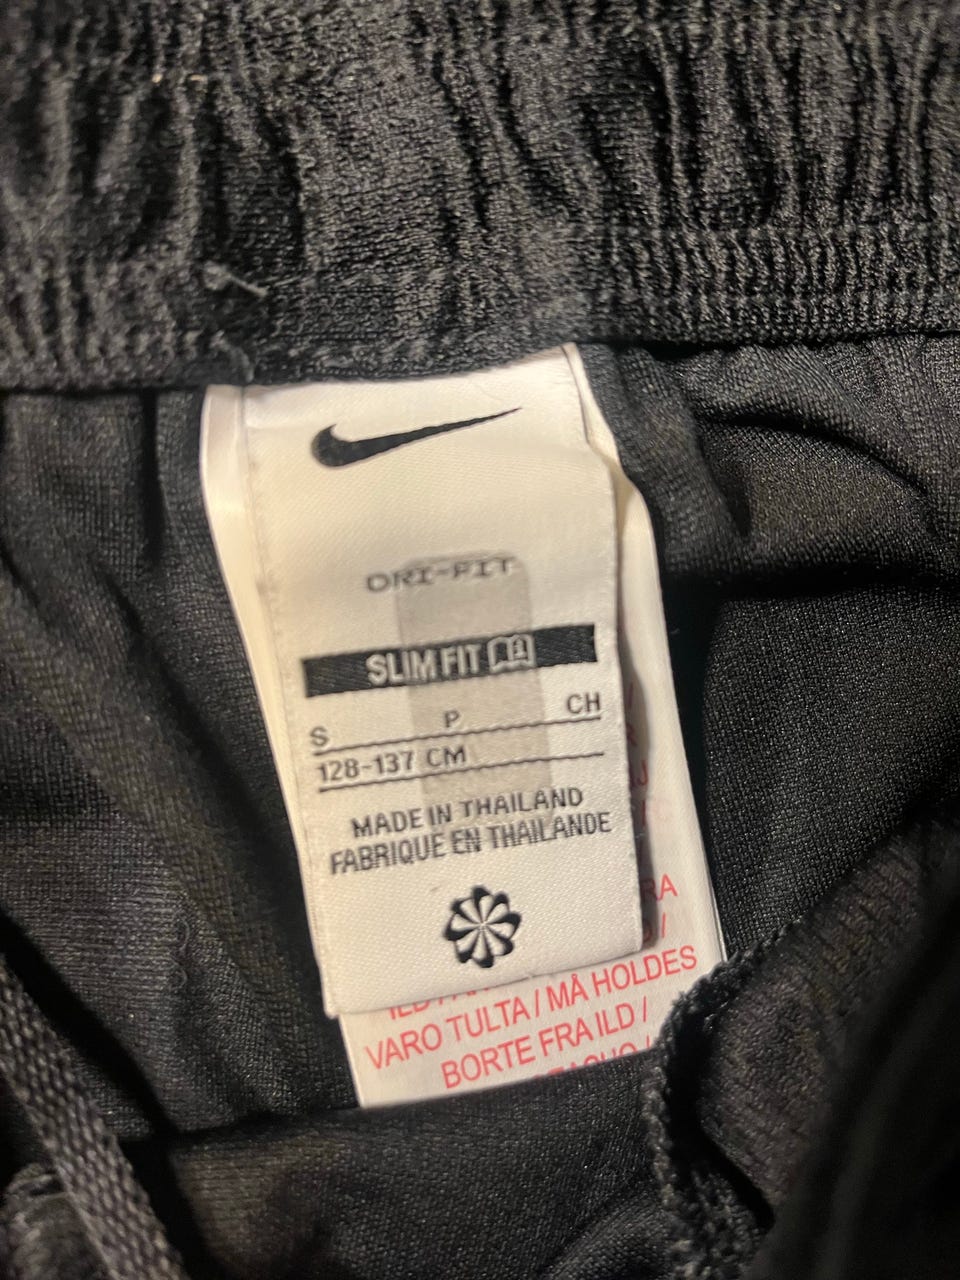 DRI-FIT
SLIM FIT
S P CH
128-137 CM
MADE IN THAILAND
FABRIQUE EN THAILANDE
VARO TULTA / MÅ HOLDES
BORTE FRA ILD /